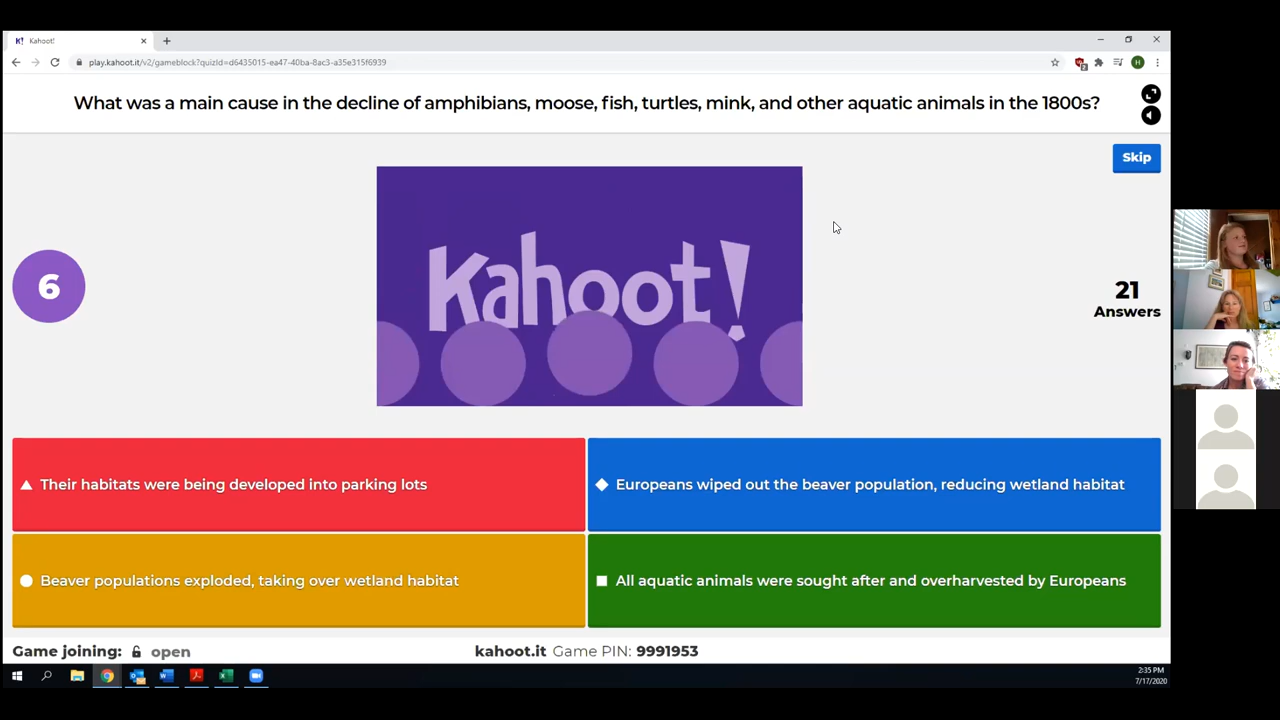 K! Kahoot!
play.kahoot.it/v2/gameblock?quizId=d6435015-ea47-40ba-8ac3-a35e315f6939
H
What was a main cause in the decline of amphibians, moose, fish, turtles, mink, and other aquatic animals in the 1800s?
Skip
Kahoot!
6
21
Answers
Their habitats were being developed into parking lots
Europeans wiped out the beaver population, reducing wetland habitat
Beaver populations exploded, taking over wetland habitat
All aquatic animals were sought after and overharvested by Europeans
Game joining: open
kahoot.it Game PIN: 9991953
2:35 PM
7/17/2020